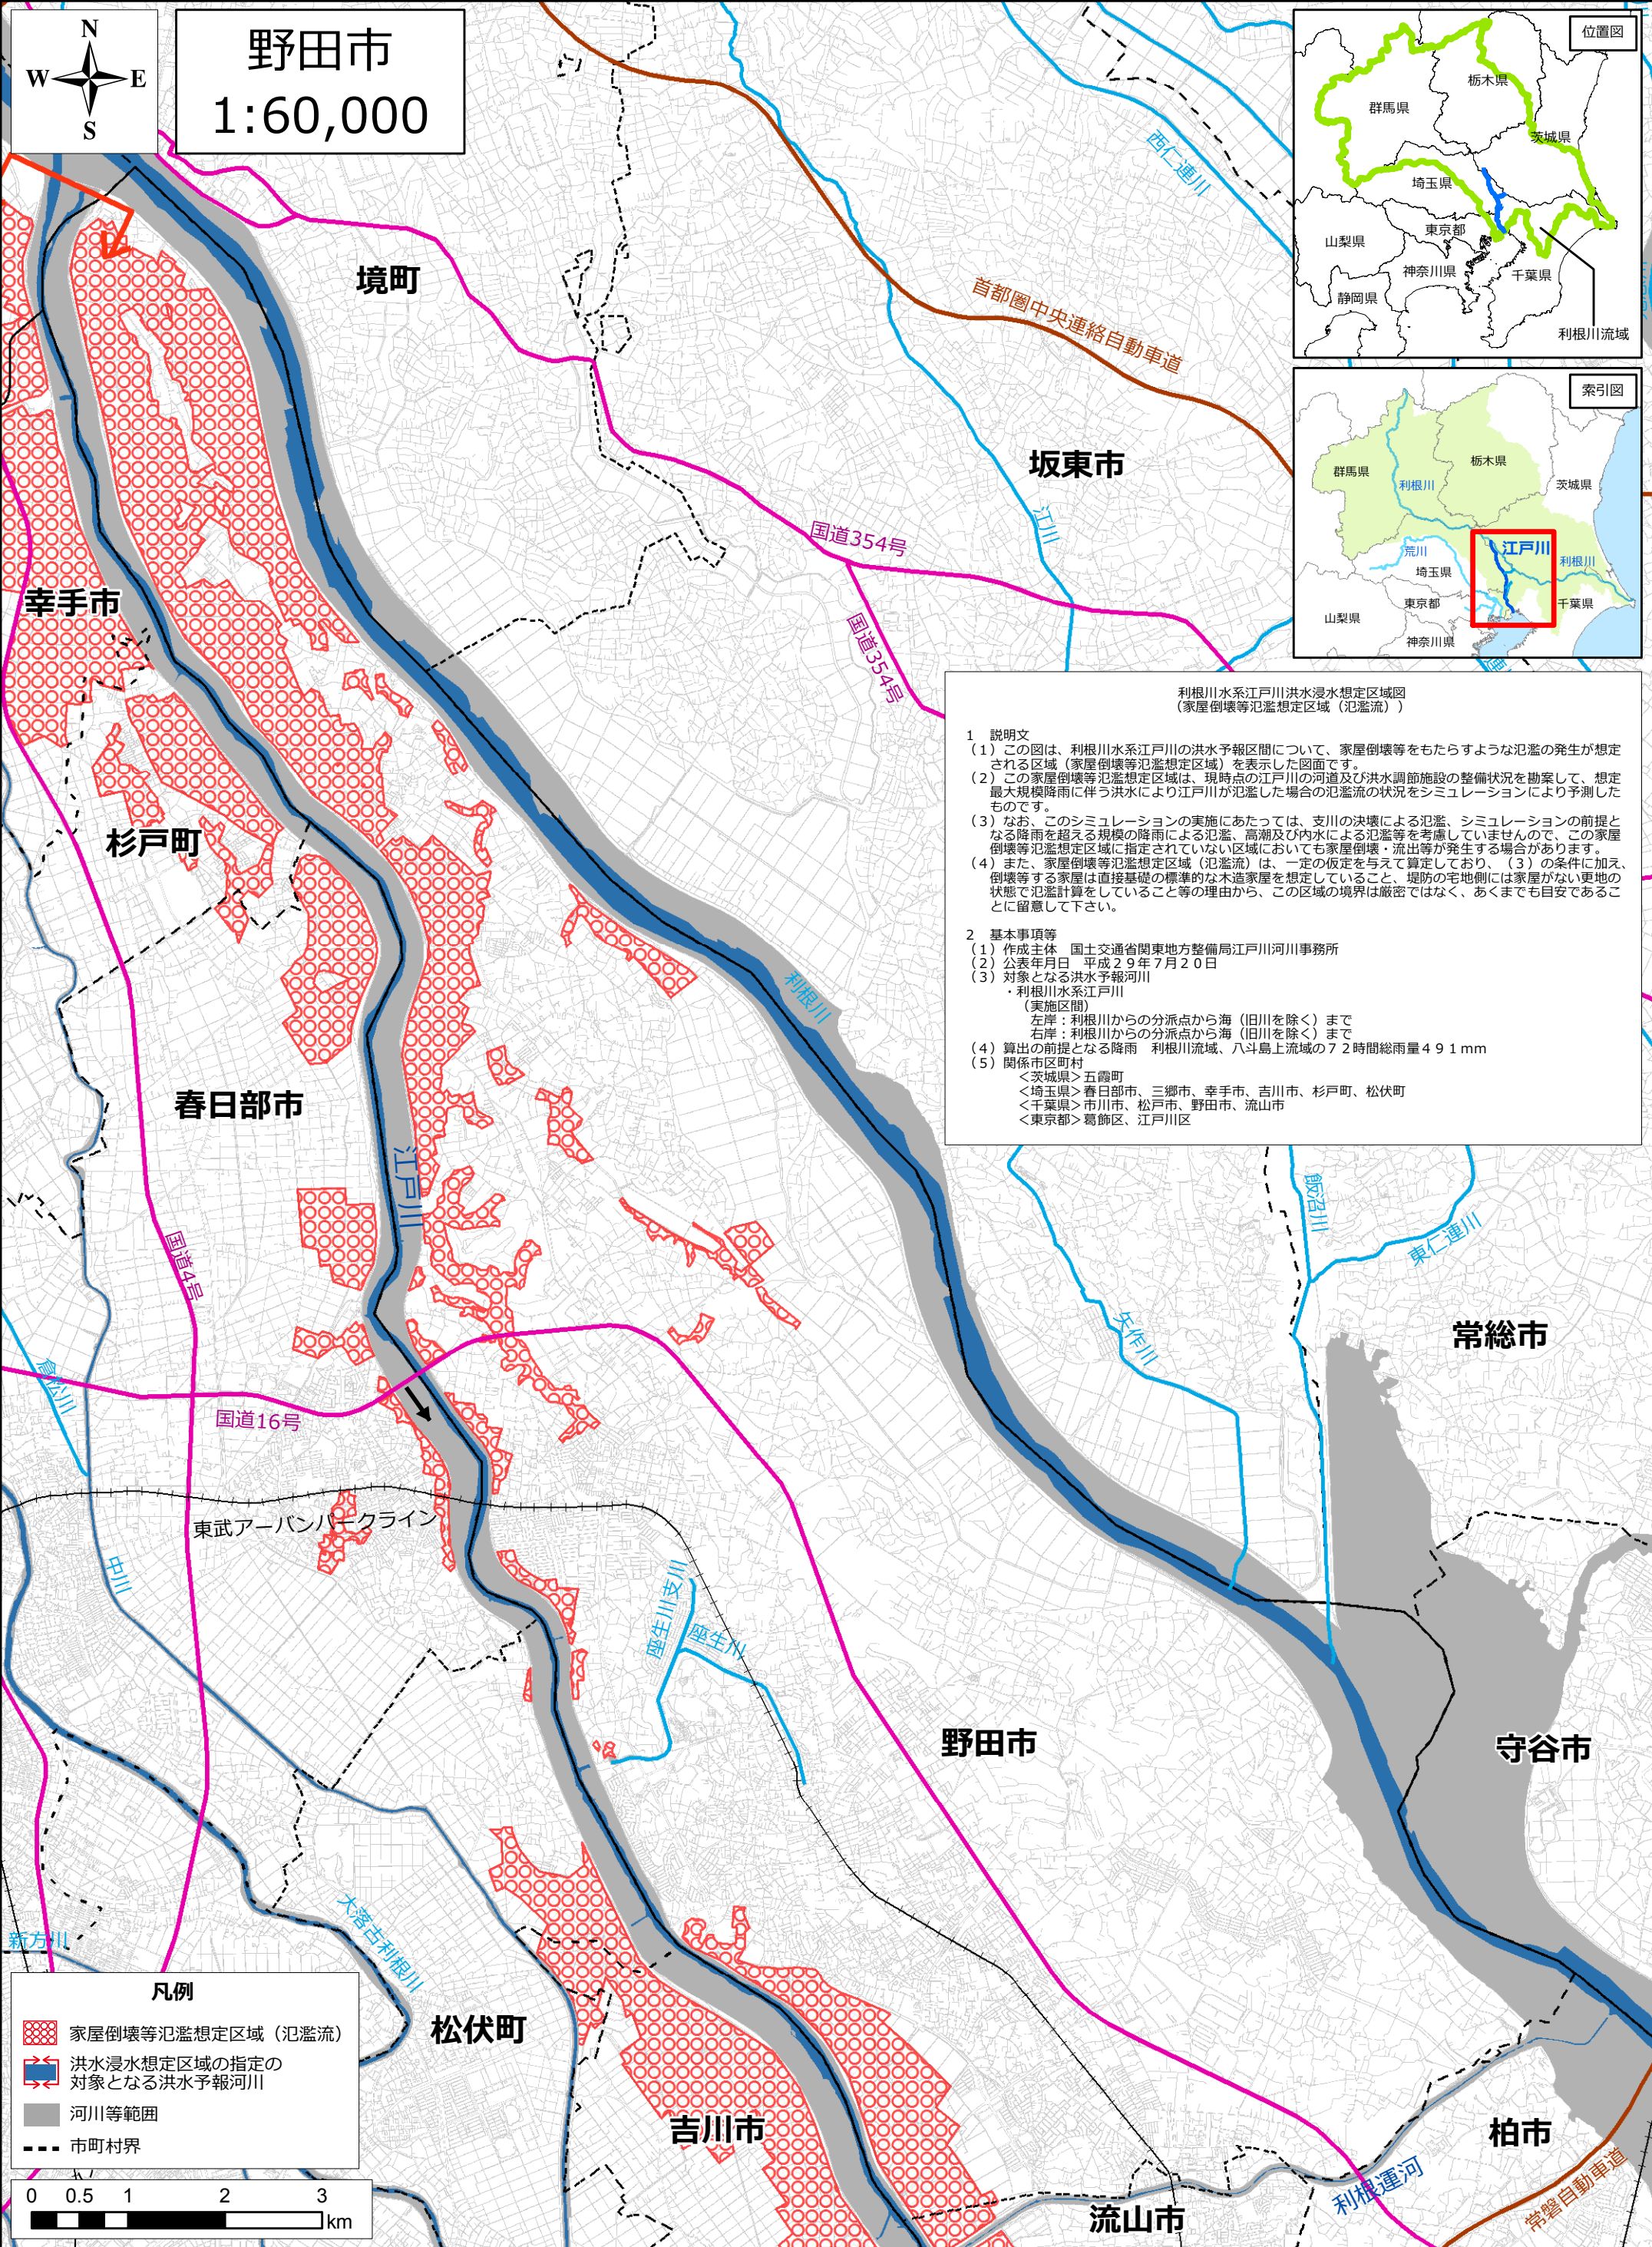 N
W E
S
野田市
1:60,000
位置図
栃木県
群馬県
茨城県
埼玉県
東京都
山梨県
神奈川県
千葉県
静岡県
利根川流域
索引図
栃木県
群馬県
利根川
茨城県
荒川
江戸川
利根川
埼玉県
東京都
千葉県
山梨県
神奈川県
西仁連川
境町
首都圏中央連絡自動車道
坂東市
江川
国道354号
国道354号
幸手市
杉戸町
利根川
春日部市
江戸川
国道4号
倉松川
国道16号
東武アーバンパークライン
中川
座生川支川
座生川
飯沼川
東仁連川
矢作川
常総市
野田市
守谷市
新方川
大落古利根川
松伏町
吉川市
流山市
利根運河
柏市
常磐自動車道
利根川水系江戸川洪水浸水想定区域図
（家屋倒壊等氾濫想定区域（氾濫流））
1 説明文
（1）この図は、利根川水系江戸川の洪水予報区間について、家屋倒壊等をもたらすような氾濫の発生が想定
される区域（家屋倒壊等氾濫想定区域）を表示した図面です。
（2）この家屋倒壊等氾濫想定区域は、現時点の江戸川の河道及び洪水調節施設の整備状況を勘案して、想定
最大規模降雨に伴う洪水により江戸川が氾濫した場合の氾濫流の状況をシミュレーションにより予測した
ものです。
（3）なお、このシミュレーションの実施にあたっては、支川の決壊による氾濫、シミュレーションの前提と
なる降雨を超える規模の降雨による氾濫、高潮及び内水による氾濫等を考慮していませんので、この家屋
倒壊等氾濫想定区域に指定されていない区域においても家屋倒壊・流出等が発生する場合があります。
（4）また、家屋倒壊等氾濫想定区域（氾濫流）は、一定の仮定を与えて算定しており、（3）の条件に加え、
倒壊等する家屋は直接基礎の標準的な木造家屋を想定していること、堤防の宅地側には家屋がない更地の
状態で氾濫計算をしていること等の理由から、この区域の境界は厳密ではなく、あくまでも目安であるこ
とに留意して下さい。
2 基本事項等
（1）作成主体 国土交通省関東地方整備局江戸川河川事務所
（2）公表年月日 平成２９年７月２０日
（3）対象となる洪水予報河川
・利根川水系江戸川
（実施区間）
左岸：利根川からの分派点から海（旧川を除く）まで
右岸：利根川からの分派点から海（旧川を除く）まで
（4）算出の前提となる降雨 利根川流域、八斗島上流域の７２時間総雨量４９１mm
（5）関係市区町村
＜茨城県＞五霞町
＜埼玉県＞春日部市、三郷市、幸手市、吉川市、杉戸町、松伏町
＜千葉県＞市川市、松戸市、野田市、流山市
＜東京都＞葛飾区、江戸川区
凡例
家屋倒壊等氾濫想定区域（氾濫流）
洪水浸水想定区域の指定の
対象となる洪水予報河川
河川等範囲
市町村界
0 0.5 1 2 3
km